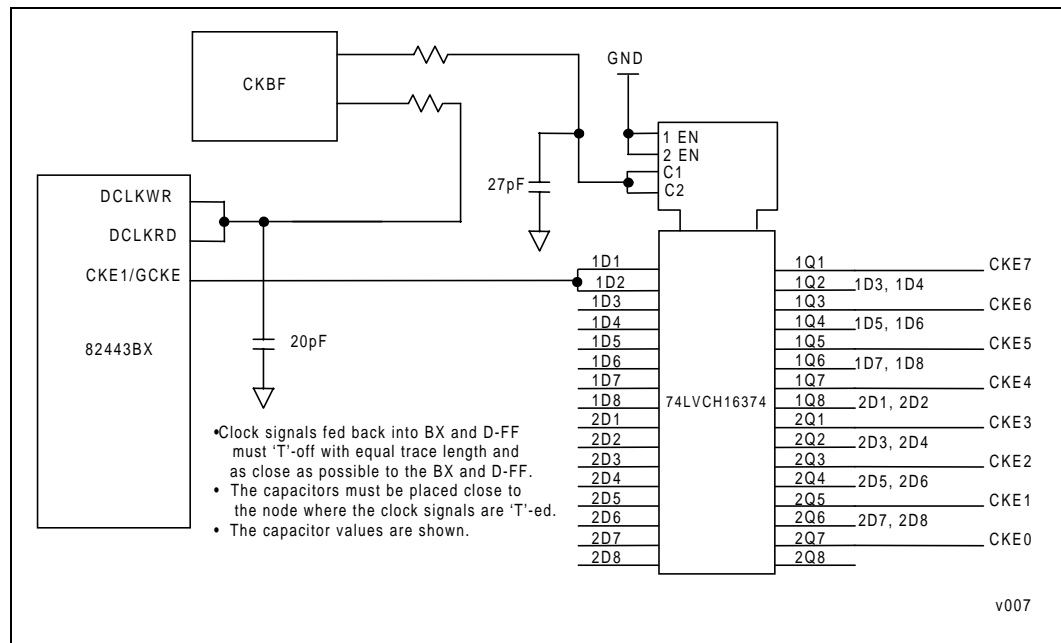 CKBF
GND
1 EN
2 EN
C1
C2
27pF
DCLKWR
DCLKRD
CKE1/GCKE
82443BX
20pF
1D1
1D2
1D3
1D4
1D5
1D6
1D7
1D8
2D1
2D2
2D3
2D4
2D5
2D6
2D7
2D8
74LVCH16374
1Q1 CKE7
1Q2 1D3, 1D4
1Q3 CKE6
1Q4 1D5, 1D6
1Q5 CKE5
1Q6 1D7, 1D8
1Q7 CKE4
1Q8 2D1, 2D2
2Q1 CKE3
2Q2 2D3, 2D4
2Q3 CKE2
2Q4 2D5, 2D6
2Q5 CKE1
2Q6 2D7, 2D8
2Q7 CKE0
2Q8
•Clock signals fed back into BX and D-FF
must ‘T’-off with equal trace length and
as close as possible to the BX and D-FF.
• The capacitors must be placed close to
the node where the clock signals are ‘T’-ed.
• The capacitor values are shown.
v007